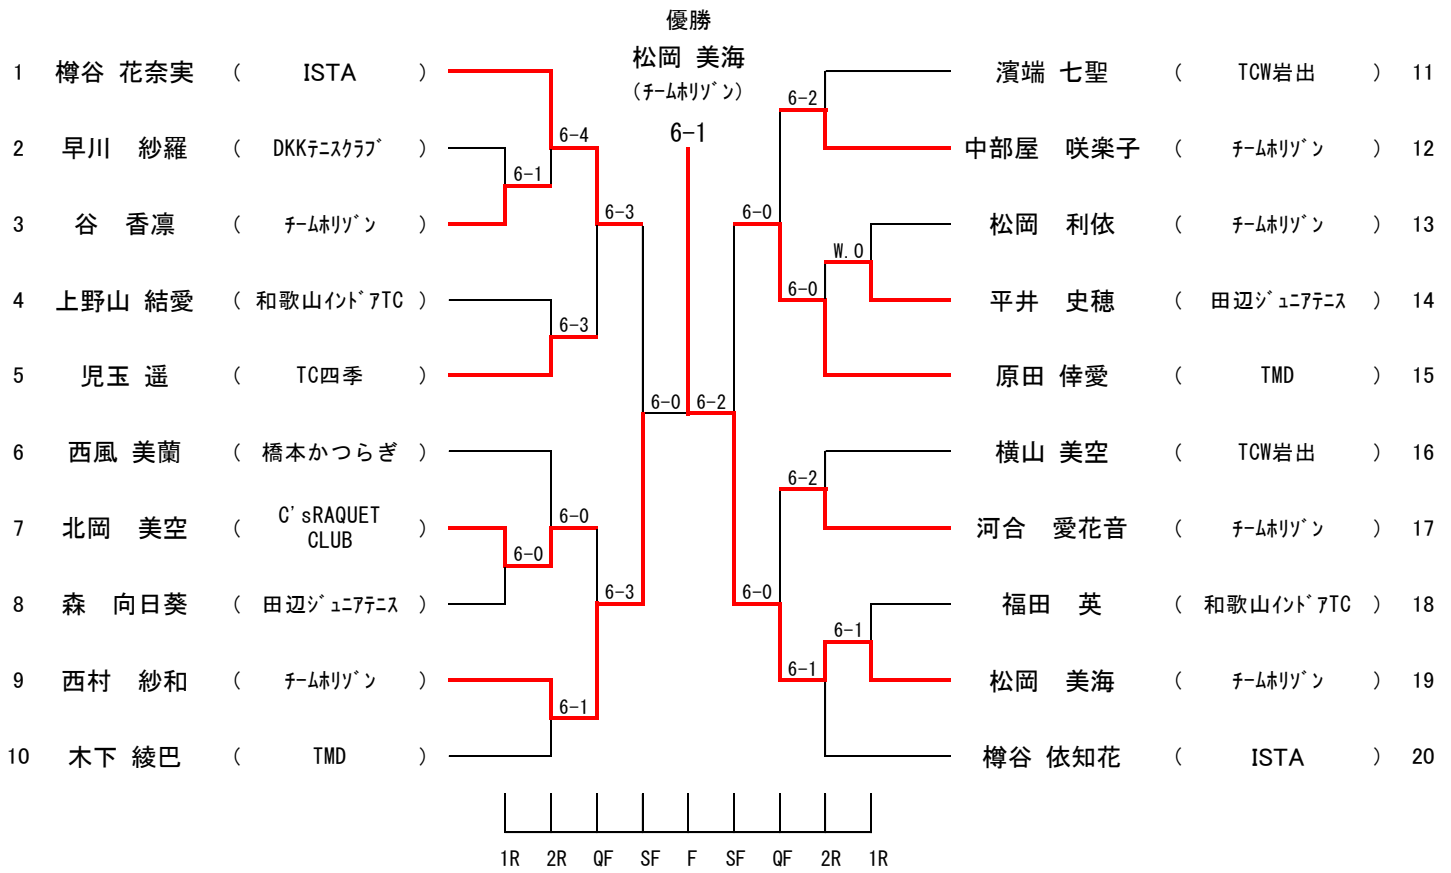 優勝
松岡 美海
(ﾁｰﾑﾎﾘｿﾞﾝ)
6-1
1 樽谷 花奈実 ( ISTA )
2 早川 紗羅 ( DKKﾃﾆｽｸﾗﾌﾞ )
3 谷 香凛 ( ﾁｰﾑﾎﾘｿﾞﾝ )
4 上野山 結愛 ( 和歌山ｲﾝﾄﾞｱTC )
5 児玉 遥 ( TC四季 )
6 西風 美蘭 ( 橋本かつらぎ )
7 北岡 美空 ( C'sRAQUET CLUB )
8 森 向日葵 ( 田辺ｼﾞｭﾆｱﾃﾆｽ )
9 西村 紗和 ( ﾁｰﾑﾎﾘｿﾞﾝ )
10 木下 綾巴 ( TMD )
6-1
6-4
6-3
6-3
6-0
6-0
6-0
6-3
6-1
濱端 七聖 ( TCW岩出 ) 11
中部屋 咲楽子 ( ﾁｰﾑﾎﾘｿﾞﾝ ) 12
松岡 利依 ( ﾁｰﾑﾎﾘｿﾞﾝ ) 13
平井 史穂 ( 田辺ｼﾞｭﾆｱﾃﾆｽ ) 14
原田 倖愛 ( TMD ) 15
横山 美空 ( TCW岩出 ) 16
河合 愛花音 ( ﾁｰﾑﾎﾘｿﾞﾝ ) 17
福田 英 ( 和歌山ｲﾝﾄﾞｱTC ) 18
松岡 美海 ( ﾁｰﾑﾎﾘｿﾞﾝ ) 19
樽谷 依知花 ( ISTA ) 20
6-2
6-0
W.O
6-0
6-2
6-2
6-0
6-1
6-1
1R 2R QF SF F SF QF 2R 1R